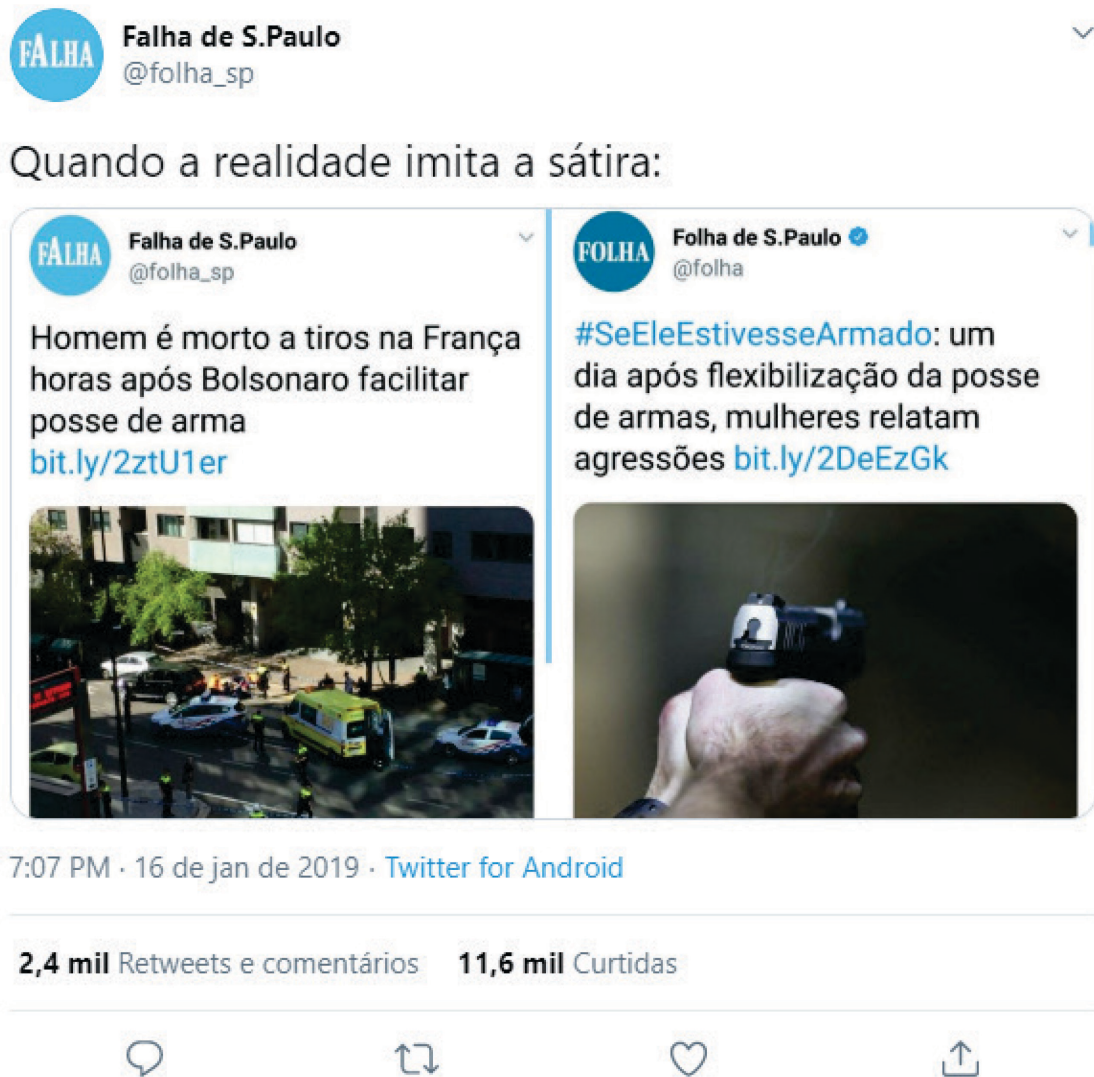 FALHA
Falha de S.Paulo
@folha_sp
Quando a realidade imita a sátira:
FALHA
Falha de S.Paulo
@folha_sp
Homem é morto a tiros na França
horas após Bolsonaro facilitar
posse de arma
bit.ly/2ztU1er
FOLHA
Folha de S.Paulo
@folha
#SeEleEstivesseArmado: um
dia após flexibilização da posse
de armas, mulheres relatam
agressões bit.ly/2DeEzGk
7:07 PM · 16 de jan de 2019 · Twitter for Android
2,4 mil Retweets e comentários 11,6 mil Curtidas